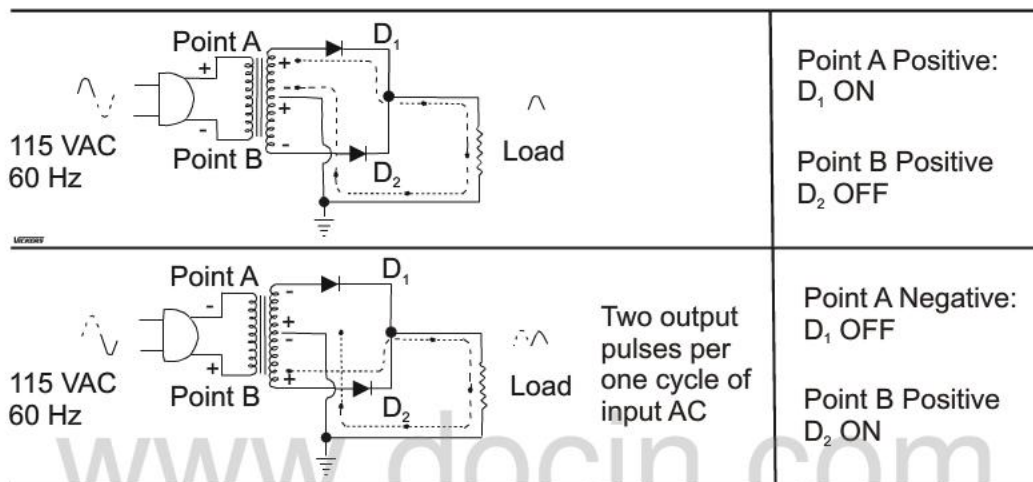 Point A
D₁
+
+
-
+
-
-
115 VAC
60 Hz
Point B
D₂
Load
Point A Positive:
D₁ ON
Point B Positive
D₂ OFF
VICKERS
Point A
D₁
-
-
+
-
+
+
115 VAC
60 Hz
Point B
D₂
Load
Two output
pulses per
one cycle of
input AC
Point A Negative:
D₁ OFF
Point B Positive
D₂ ON
www.docin.com